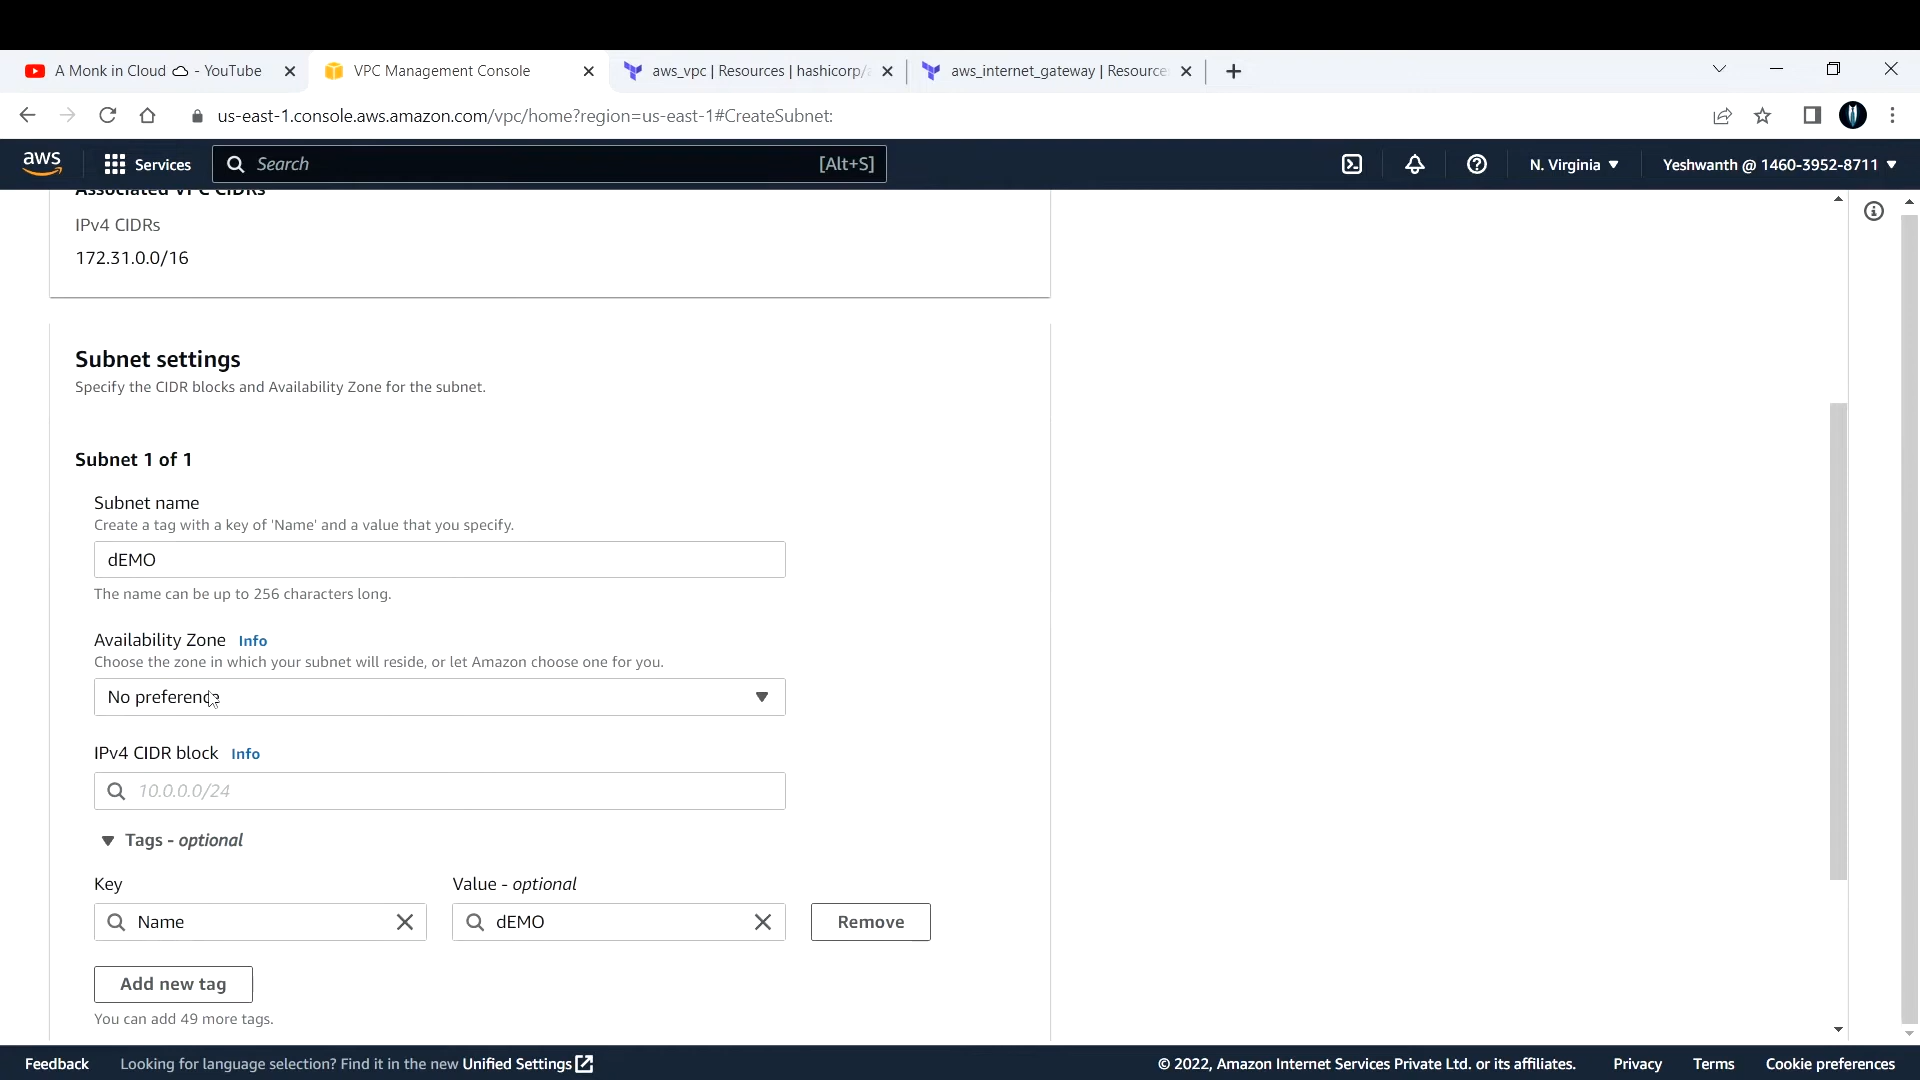 A Monk in Cloud - YouTube
VPC Management Console
aws_vpc | Resources | hashicorp/a
aws_internet_gateway | Resource
us-east-1.console.aws.amazon.com/vpc/home?region=us-east-1#CreateSubnet:
aws
Services
Search
[Alt+S]
N. Virginia
Yeshwanth @ 1460-3952-8711
Associated VPC CIDRs
IPv4 CIDRs
172.31.0.0/16
Subnet settings
Specify the CIDR blocks and Availability Zone for the subnet.
Subnet 1 of 1
Subnet name
Create a tag with a key of 'Name' and a value that you specify.
dEMO
The name can be up to 256 characters long.
Availability Zone Info
Choose the zone in which your subnet will reside, or let Amazon choose one for you.
No preference
IPv4 CIDR block Info
10.0.0.0/24
Tags - optional
Key
Value - optional
Name
dEMO
Remove
Add new tag
You can add 49 more tags.
Feedback
Looking for language selection? Find it in the new Unified Settings
© 2022, Amazon Internet Services Private Ltd. or its affiliates.
Privacy
Terms
Cookie preferences